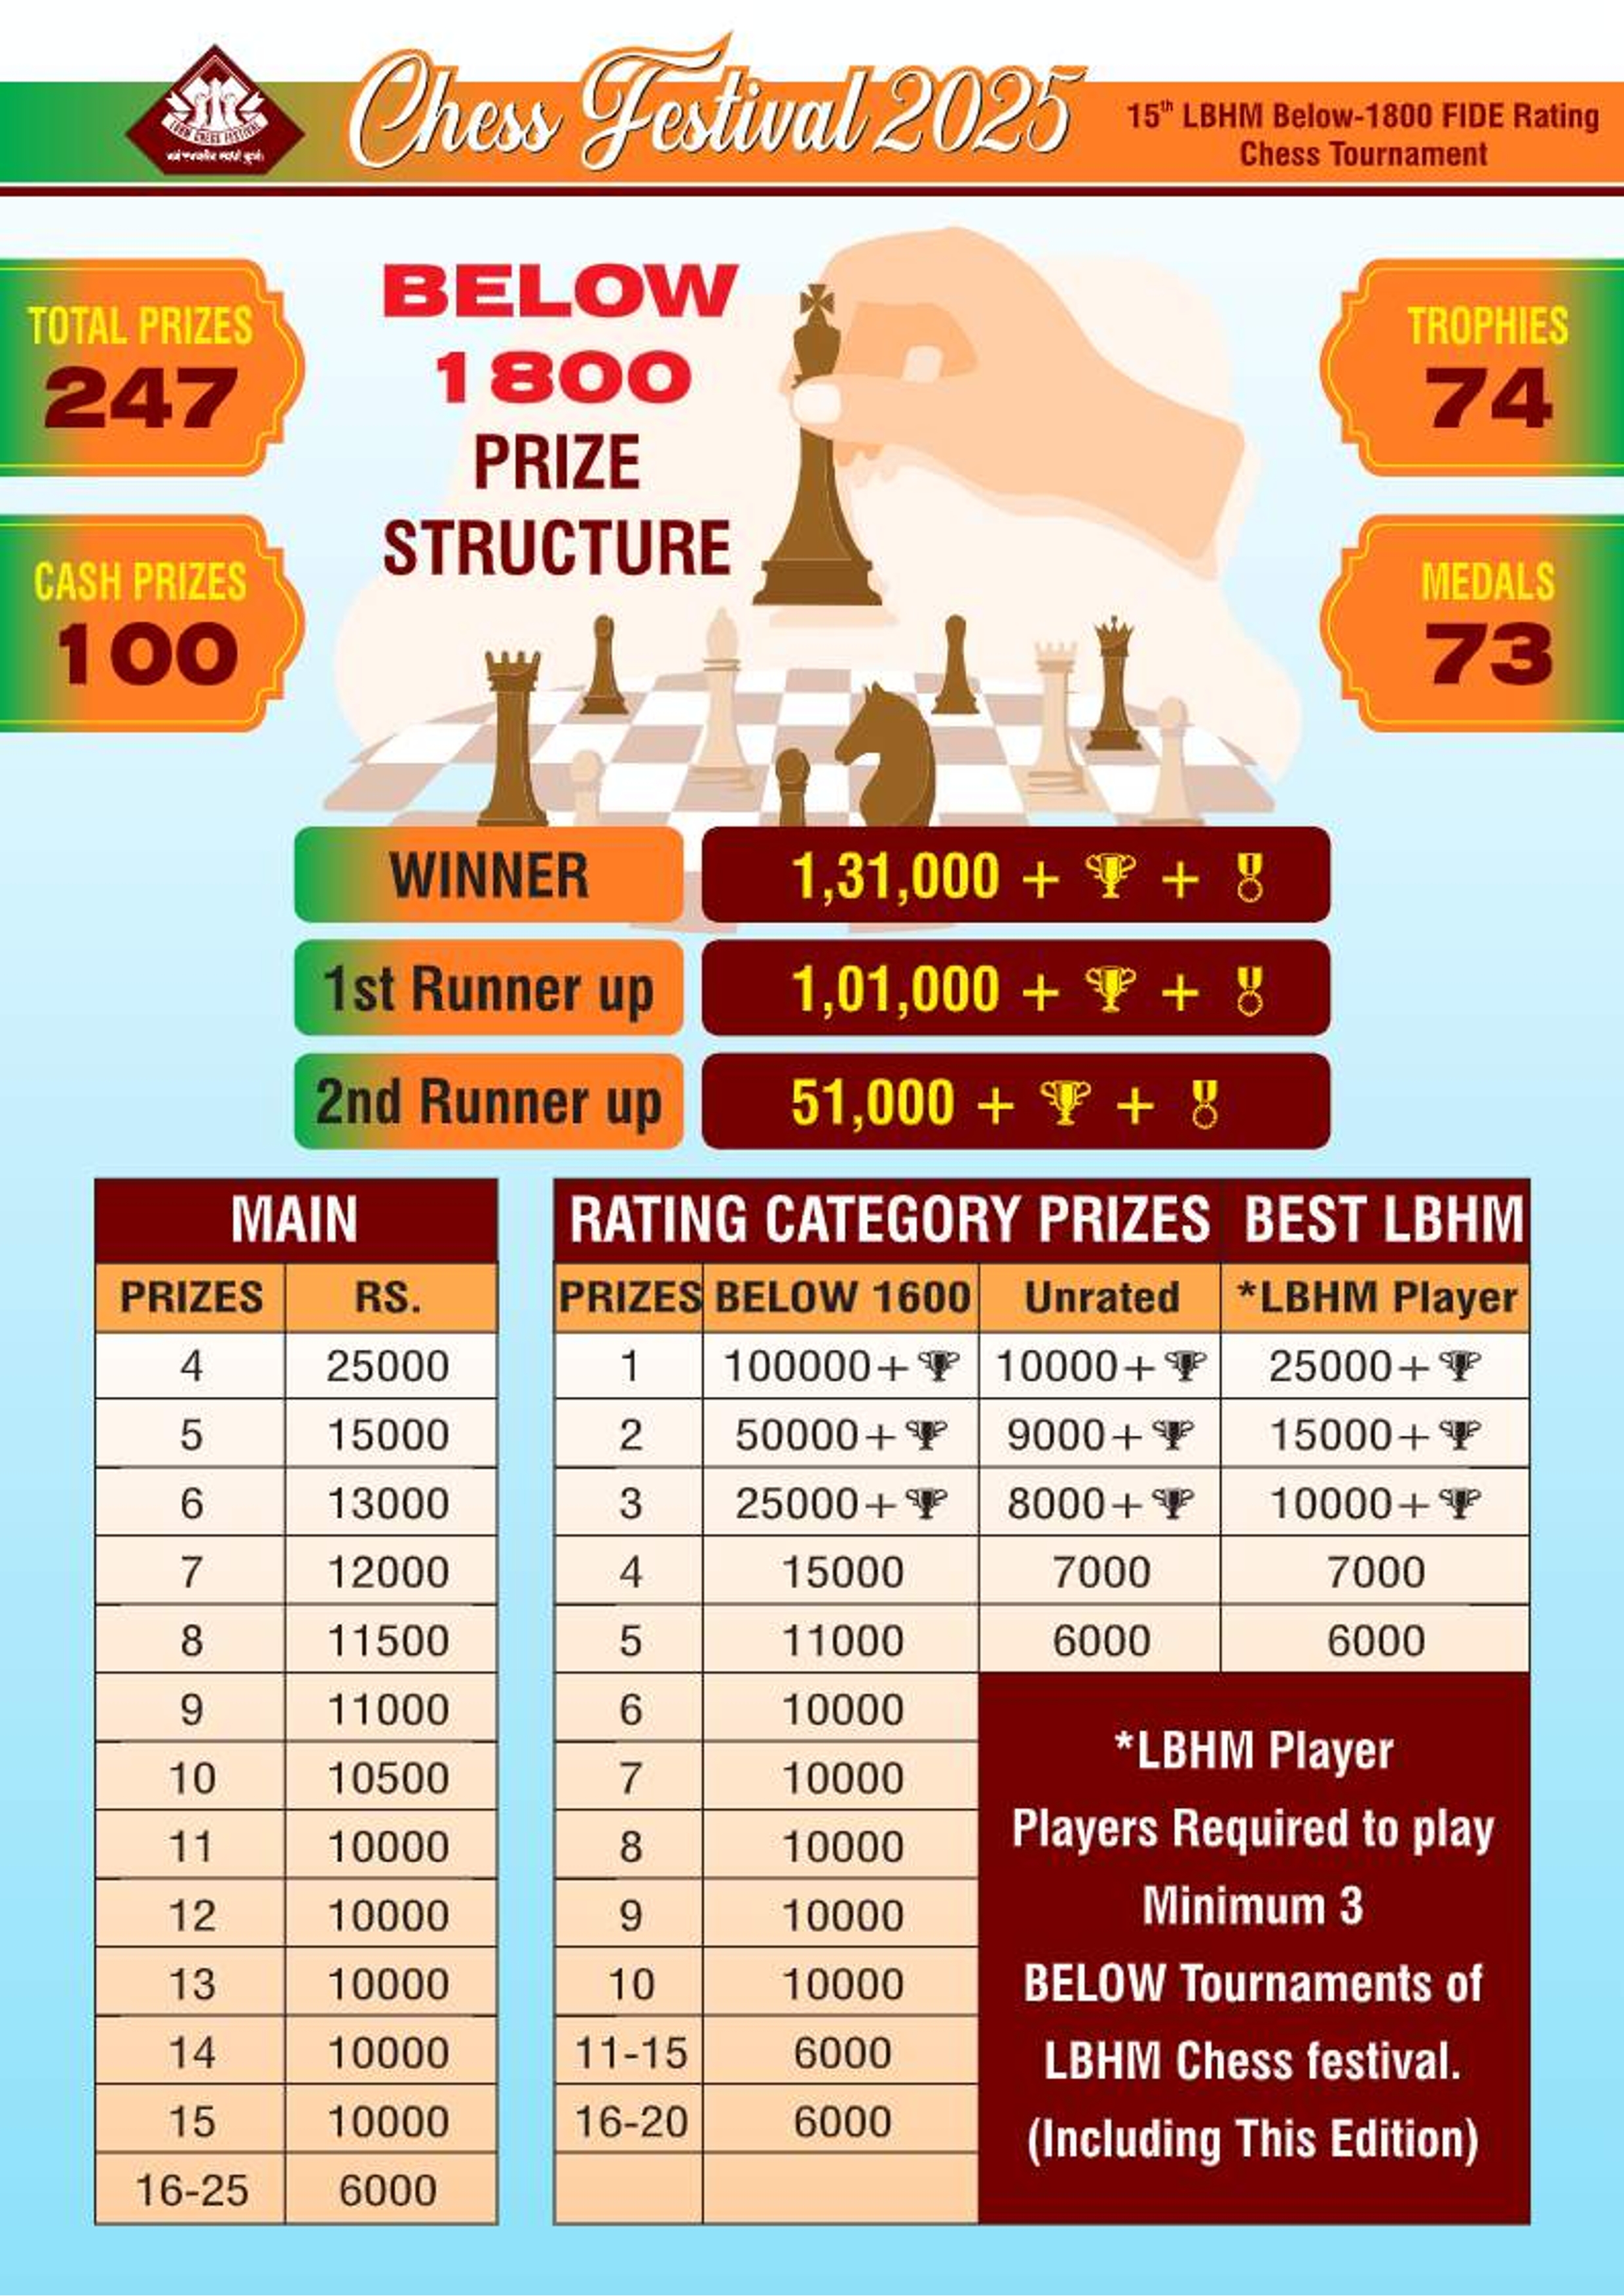 LBHM CHESS FESTIVAL
Chess Festival 2025
15th LBHM Below-1800 FIDE Rating
Chess Tournament
TOTAL PRIZES
247
CASH PRIZES
100
BELOW
1800
PRIZE
STRUCTURE
TROPHIES
74
MEDALS
73
WINNER 1,31,000 + +
1st Runner up 1,01,000 + +
2nd Runner up 51,000 + +
MAIN
PRIZES RS.
4 25000
5 15000
6 13000
7 12000
8 11500
9 11000
10 10500
11 10000
12 10000
13 10000
14 10000
15 10000
16-25 6000
RATING CATEGORY PRIZES BEST LBHM
PRIZES BELOW 1600 Unrated *LBHM Player
1 100000+ 10000+ 25000+
2 50000+ 9000+ 15000+
3 25000+ 8000+ 10000+
4 15000 7000 7000
5 11000 6000 6000
6 10000
7 10000
8 10000
9 10000
10 10000
11-15 6000
16-20 6000
*LBHM Player
Players Required to play
Minimum 3
BELOW Tournaments of
LBHM Chess festival.
(Including This Edition)